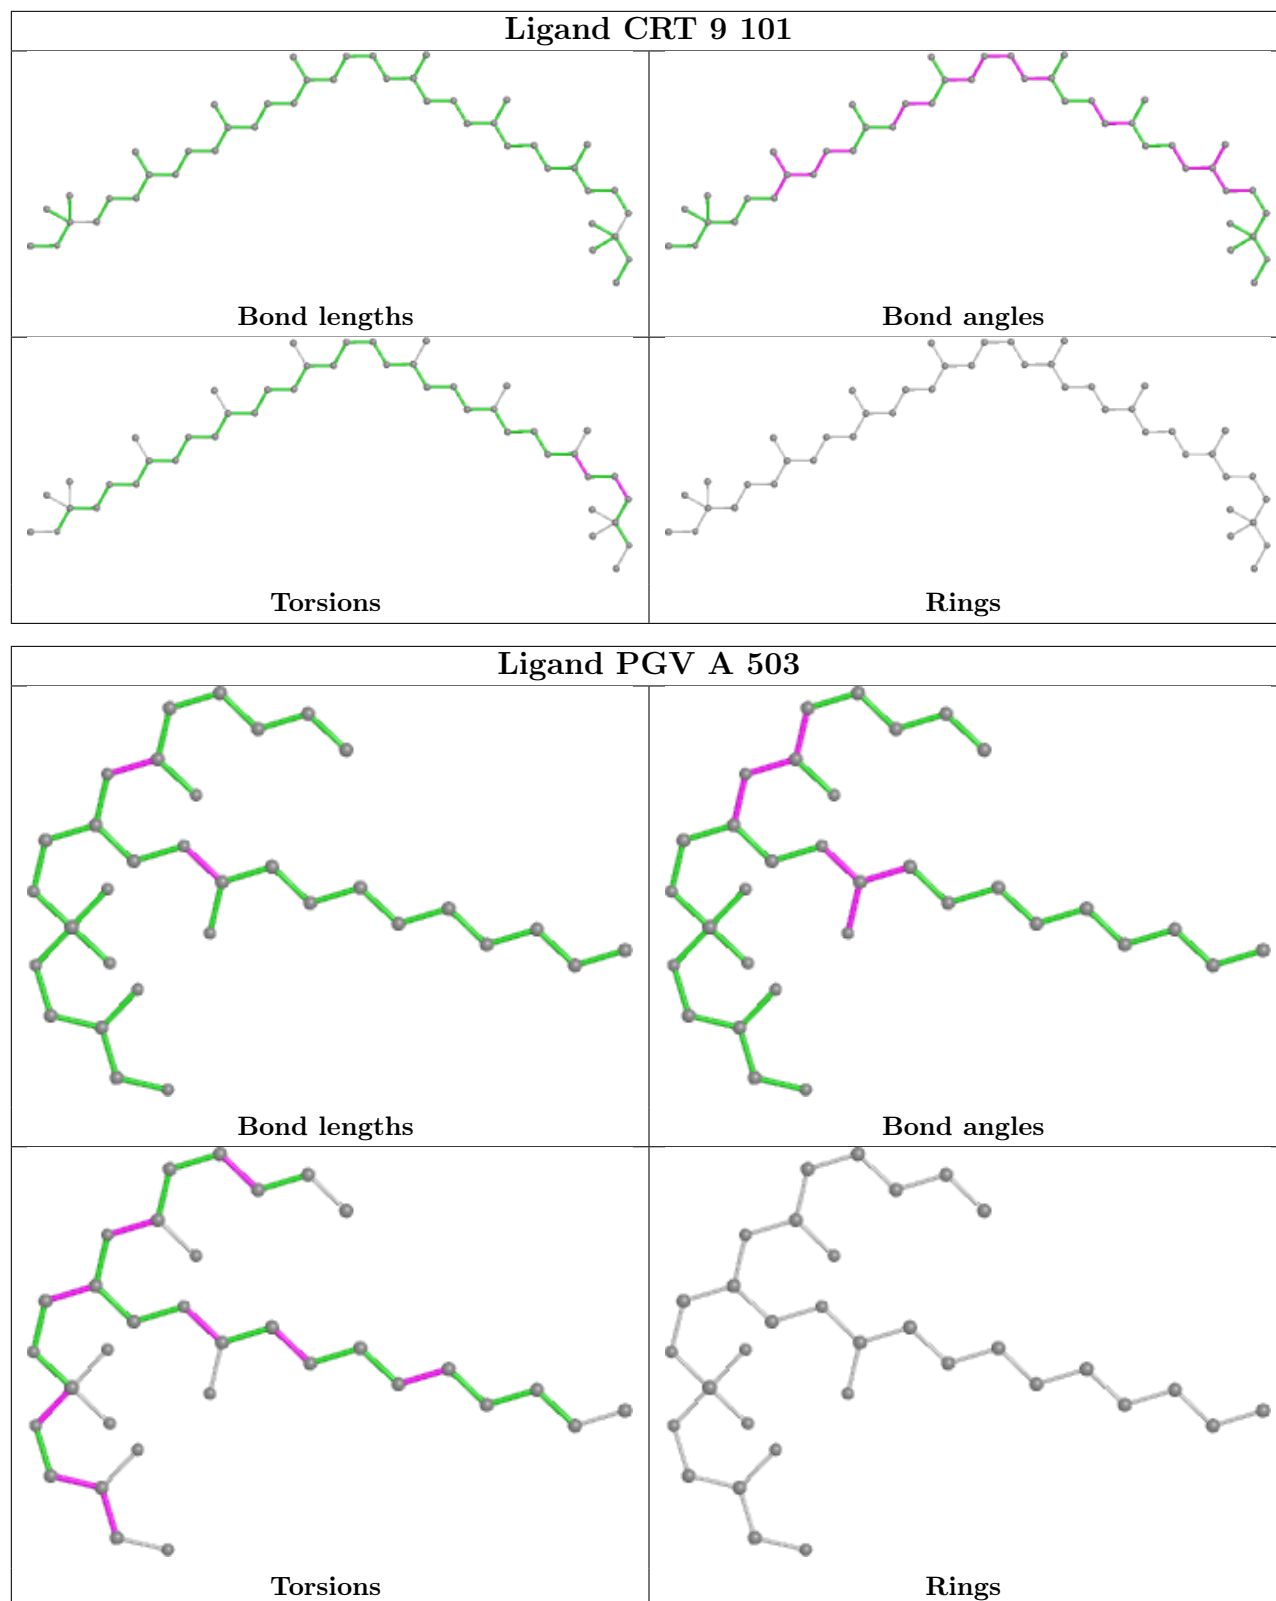 Ligand CRT 9 101
Bond lengths
Bond angles
Torsions
Rings
Ligand PGV A 503
Bond lengths
Bond angles
Torsions
Rings